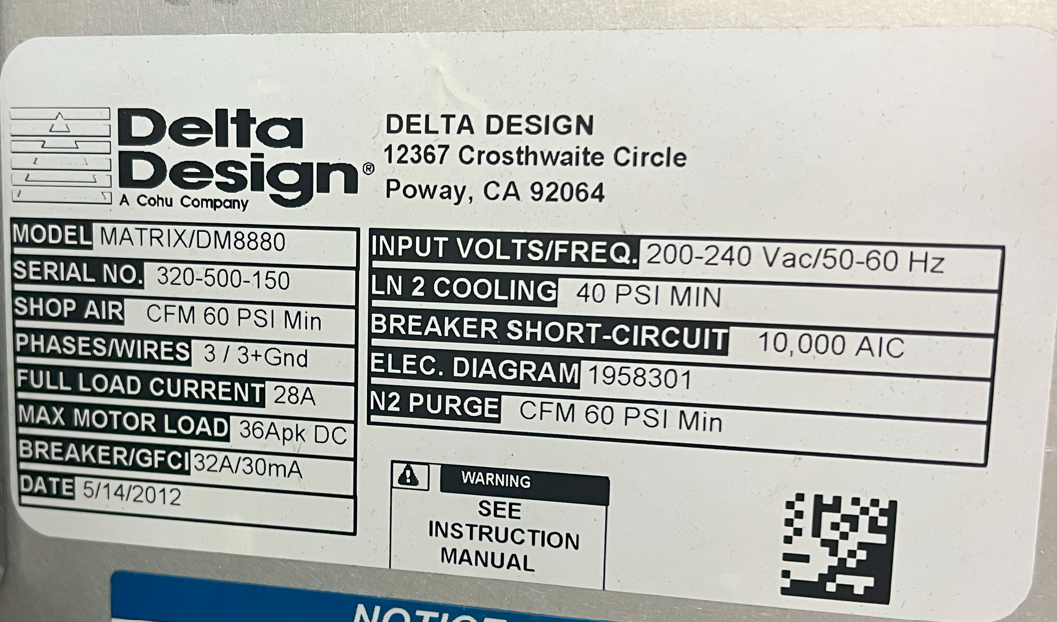 Delta
Design®
A Cohu Company
DELTA DESIGN
12367 Crosthwaite Circle
Poway, CA 92064
MODEL MATRIX/DM8880
SERIAL NO. 320-500-150
SHOP AIR CFM 60 PSI Min
PHASES/WIRES 3 / 3+Gnd
FULL LOAD CURRENT 28A
MAX MOTOR LOAD 36Apk DC
BREAKER/GFCI 32A/30mA
DATE 5/14/2012
INPUT VOLTS/FREQ. 200-240 Vac/50-60 Hz
LN 2 COOLING 40 PSI MIN
BREAKER SHORT-CIRCUIT 10,000 AIC
ELEC. DIAGRAM 1958301
N2 PURGE CFM 60 PSI Min
WARNING
SEE
INSTRUCTION
MANUAL
NOTICE